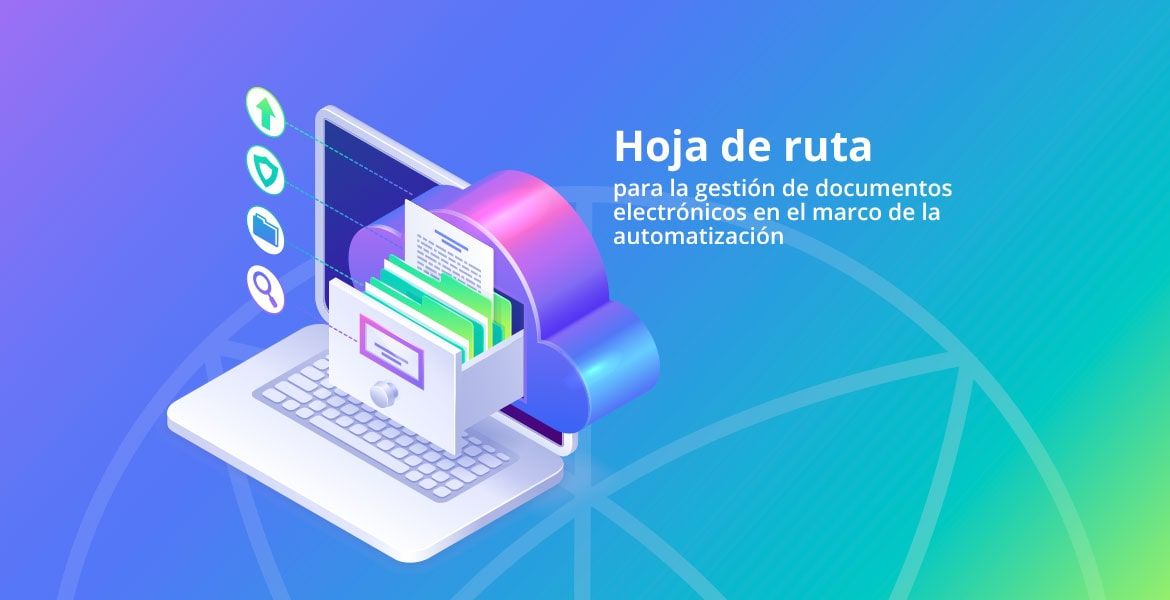 Hoja de ruta
para la gestión de documentos
electrónicos en el marco de la
automatización